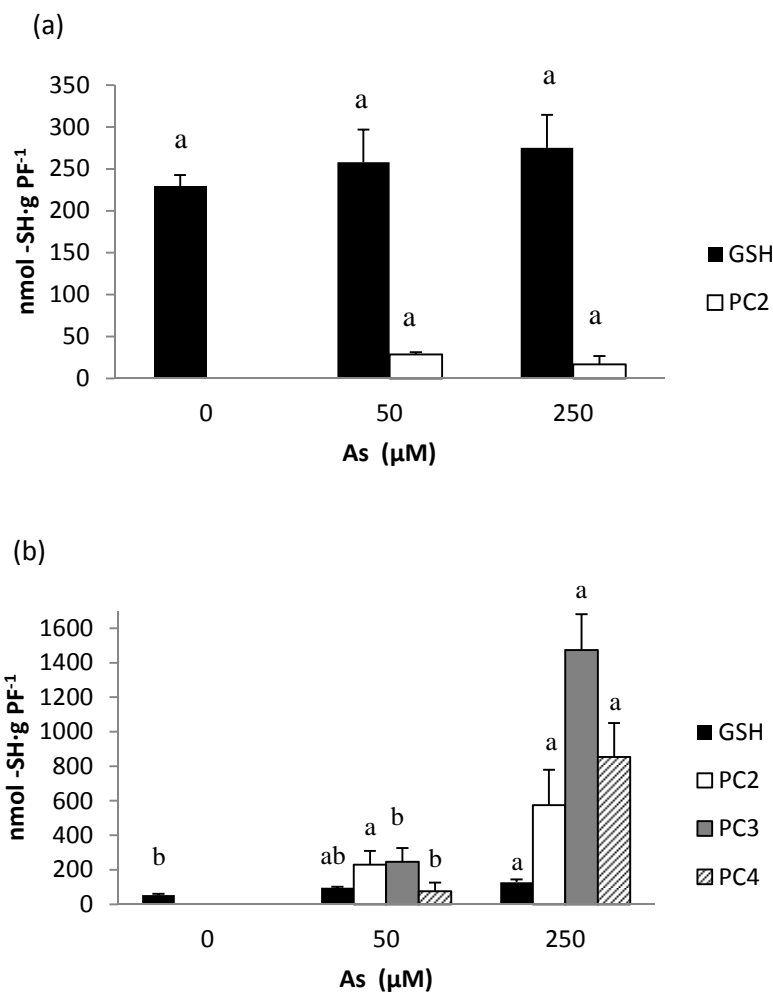 (a)
nmol -SH·g PF⁻¹
350
300
250
200
150
100
50
0
a
a
a
a
a
0
50
250
As (µM)
GSH
PC2
(b)
nmol -SH·g PF⁻¹
1600
1400
1200
1000
800
600
400
200
0
b
ab
a
b
b
a
a
a
a
0
50
250
As (µM)
GSH
PC2
PC3
PC4